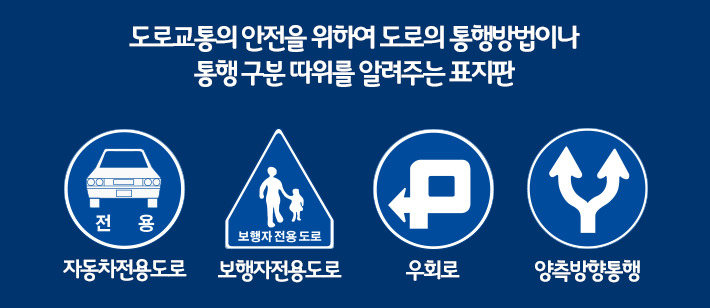 도로교통의 안전을 위하여 도로의 통행방법이나
통행 구분 따위를 알려주는 표지판
전 용
보행자 전용 도로
자동차전용도로
보행자전용도로
우회로
양측방향통행